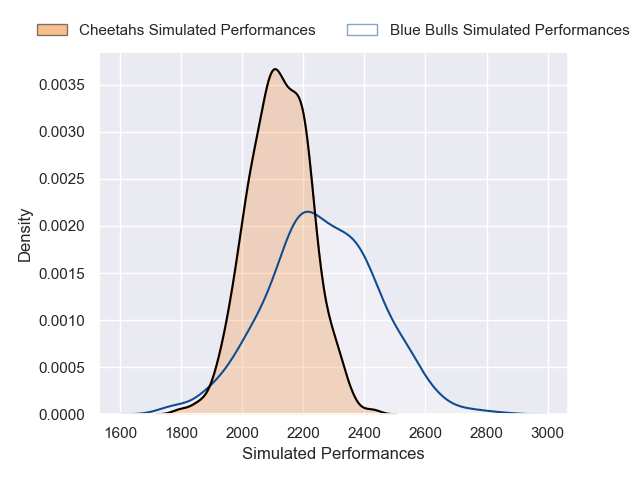 Cheetahs Simulated Performances
Blue Bulls Simulated Performances
Density
0.0035
0.0030
0.0025
0.0020
0.0015
0.0010
0.0005
0.0000
1600 1800 2000 2200 2400 2600 2800 3000
Simulated Performances